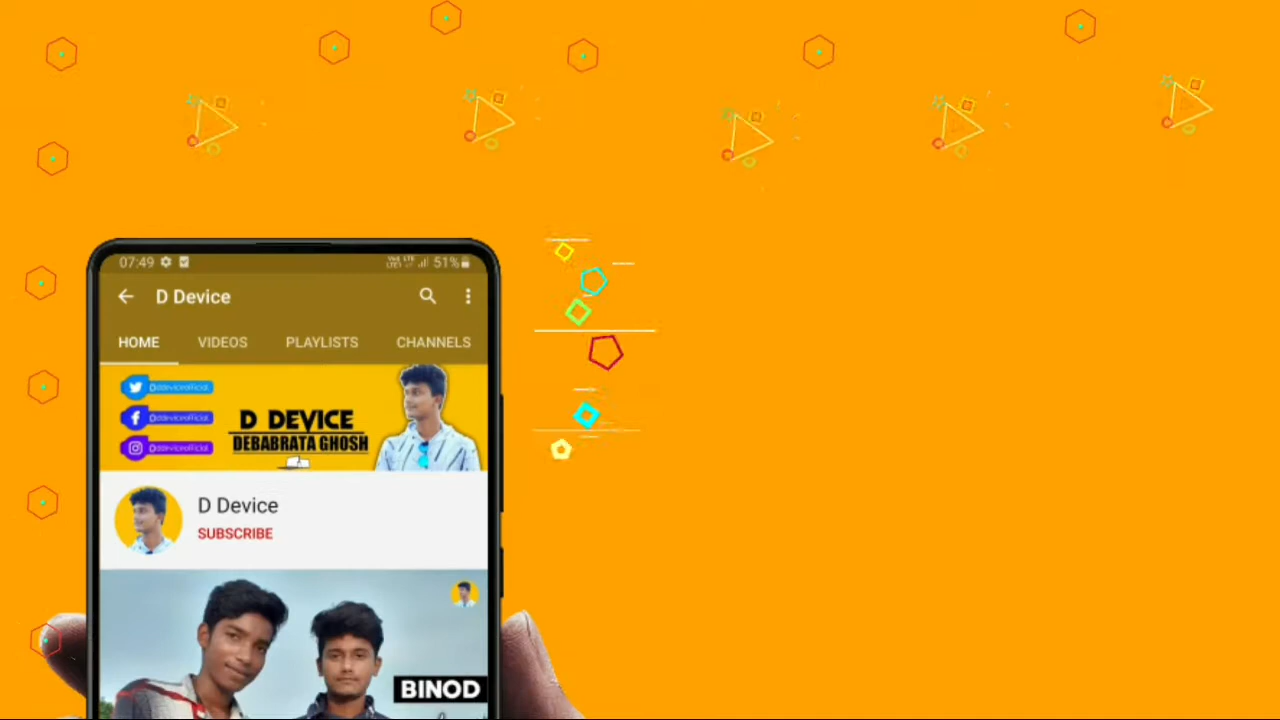 07:49 51%
D Device
HOME VIDEOS PLAYLISTS CHANNELS
D DEVICE
DEBABRATA GHOSH
D Device
SUBSCRIBE
BINOD